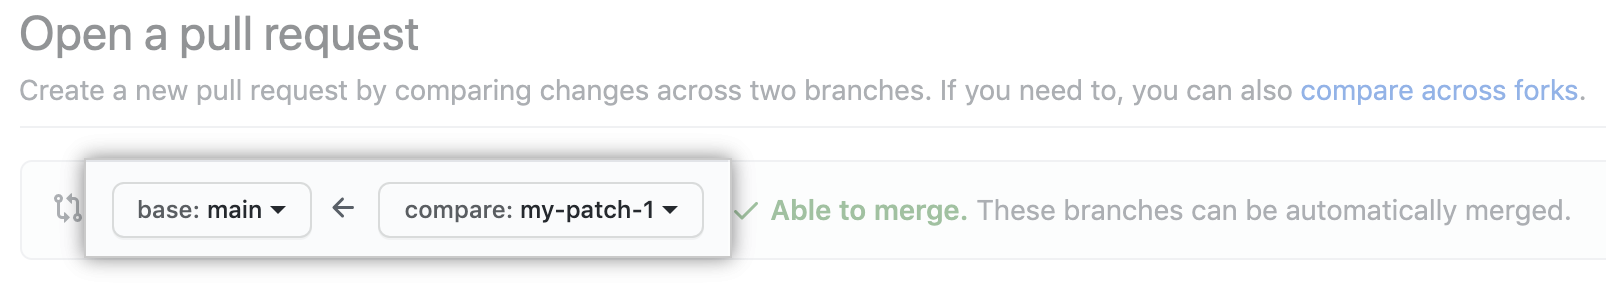 Open a pull request
Create a new pull request by comparing changes across two branches. If you need to, you can also compare across forks.
base: main compare: my-patch-1 Able to merge. These branches can be automatically merged.